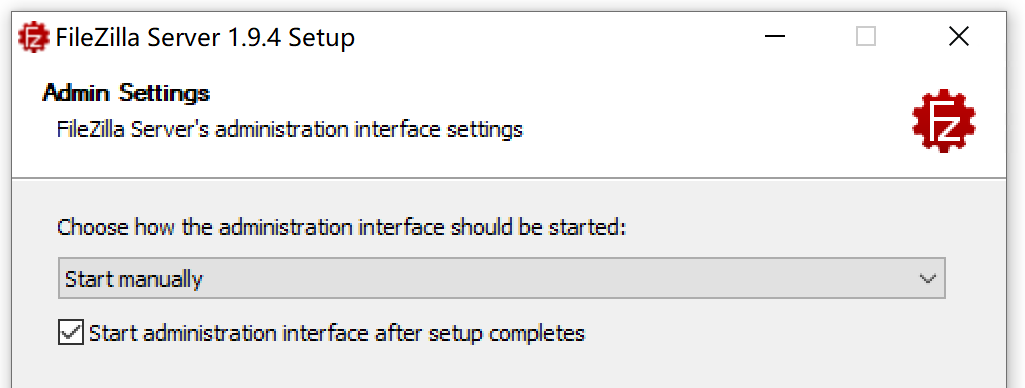 FileZilla Server 1.9.4 Setup
Admin Settings
FileZilla Server's administration interface settings
Choose how the administration interface should be started:
Start manually
Start administration interface after setup completes